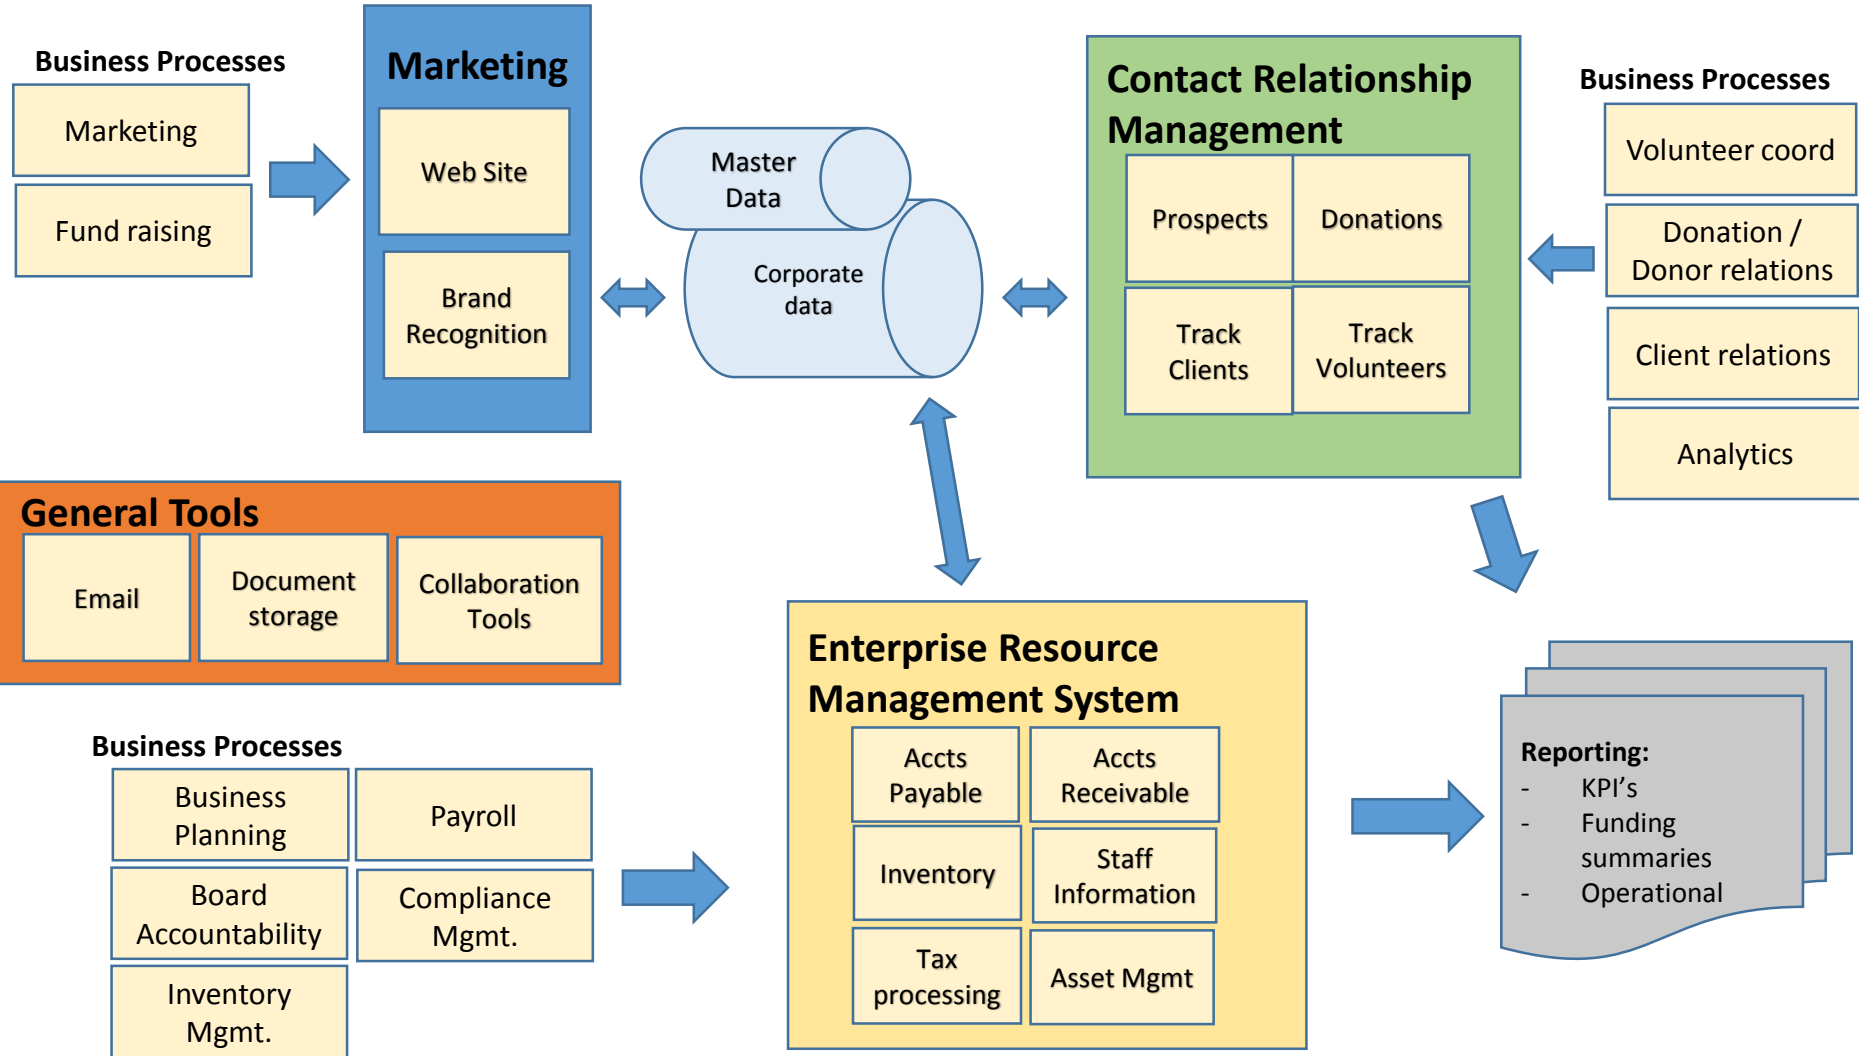 Business Processes
Marketing
Fund raising
Marketing
Web Site
Brand
Recognition
Master
Data
Corporate
data
Contact Relationship
Management
Prospects
Donations
Track
Clients
Track
Volunteers
Business Processes
Volunteer coord
Donation /
Donor relations
Client relations
Analytics
General Tools
Email
Document
storage
Collaboration
Tools
Business Processes
Business
Planning
Payroll
Board
Accountability
Compliance
Mgmt.
Inventory
Mgmt.
Enterprise Resource
Management System
Accts
Payable
Accts
Receivable
Inventory
Staff
Information
Tax
processing
Asset Mgmt
Reporting:
- KPI’s
- Funding
summaries
- Operational